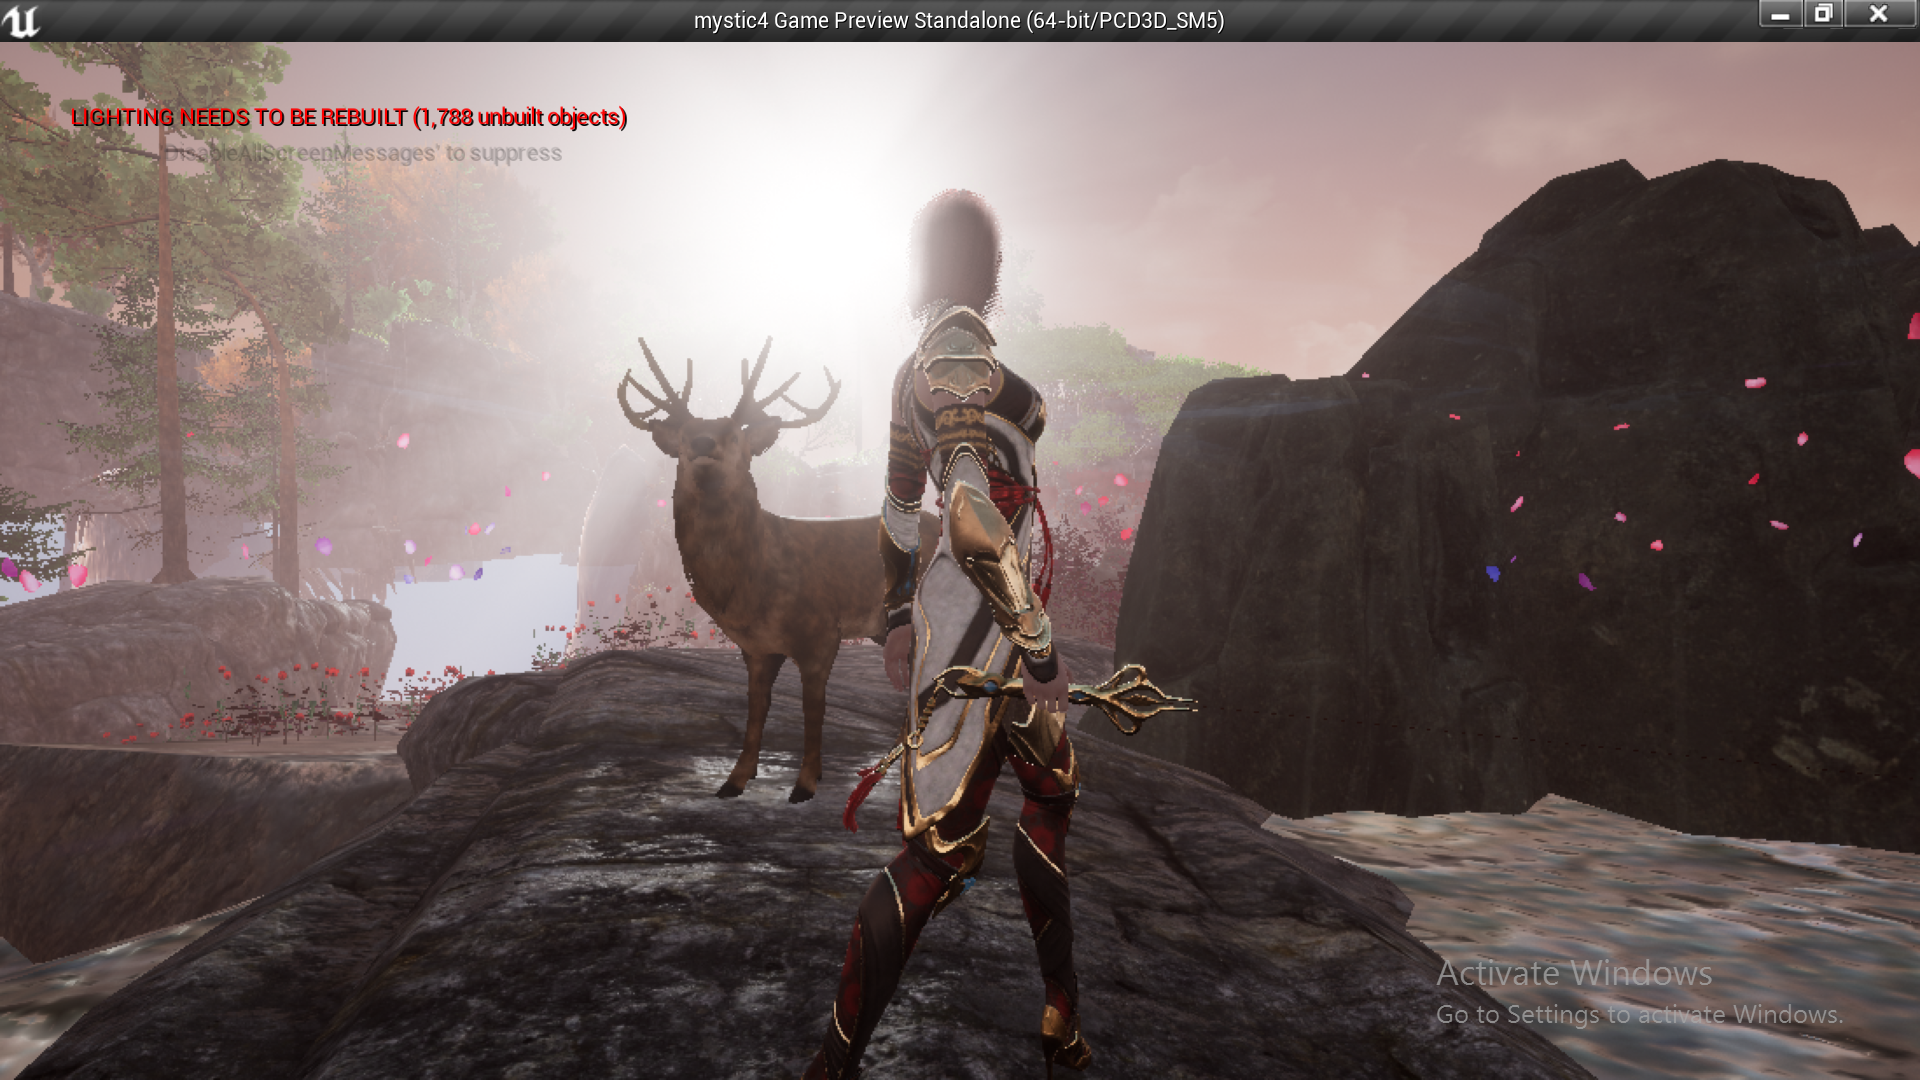 mystic4 Game Preview Standalone (64-bit/PCD3D_SM5)
LIGHTING NEEDS TO BE REBUILT (1,788 unbuilt objects)
'DisableAllScreenMessages' to suppress
Activate Windows
Go to Settings to activate Windows.